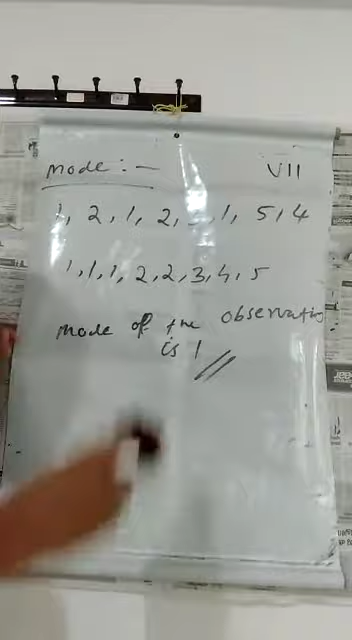 Mode :- VII
1, 2, 1, 2, 3, 1, 5, 4
1, 1, 1, 2, 2, 3, 4, 5
Mode of the observation
is 1